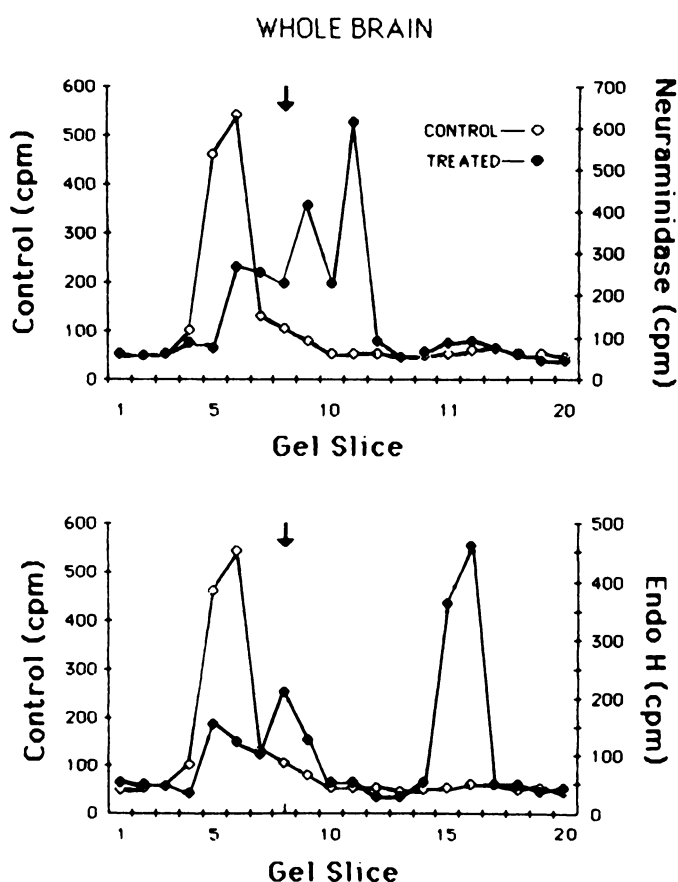 WHOLE BRAIN
600
500
400
300
200
100
0
Control (cpm)
700
600
500
400
300
200
100
0
Neuraminidase (cpm)
CONTROL
TREATED
1 5 10 11 20
Gel Slice
600
500
400
300
200
100
0
Control (cpm)
500
400
300
200
100
0
Endo H (cpm)
1 5 10 15 20
Gel Slice